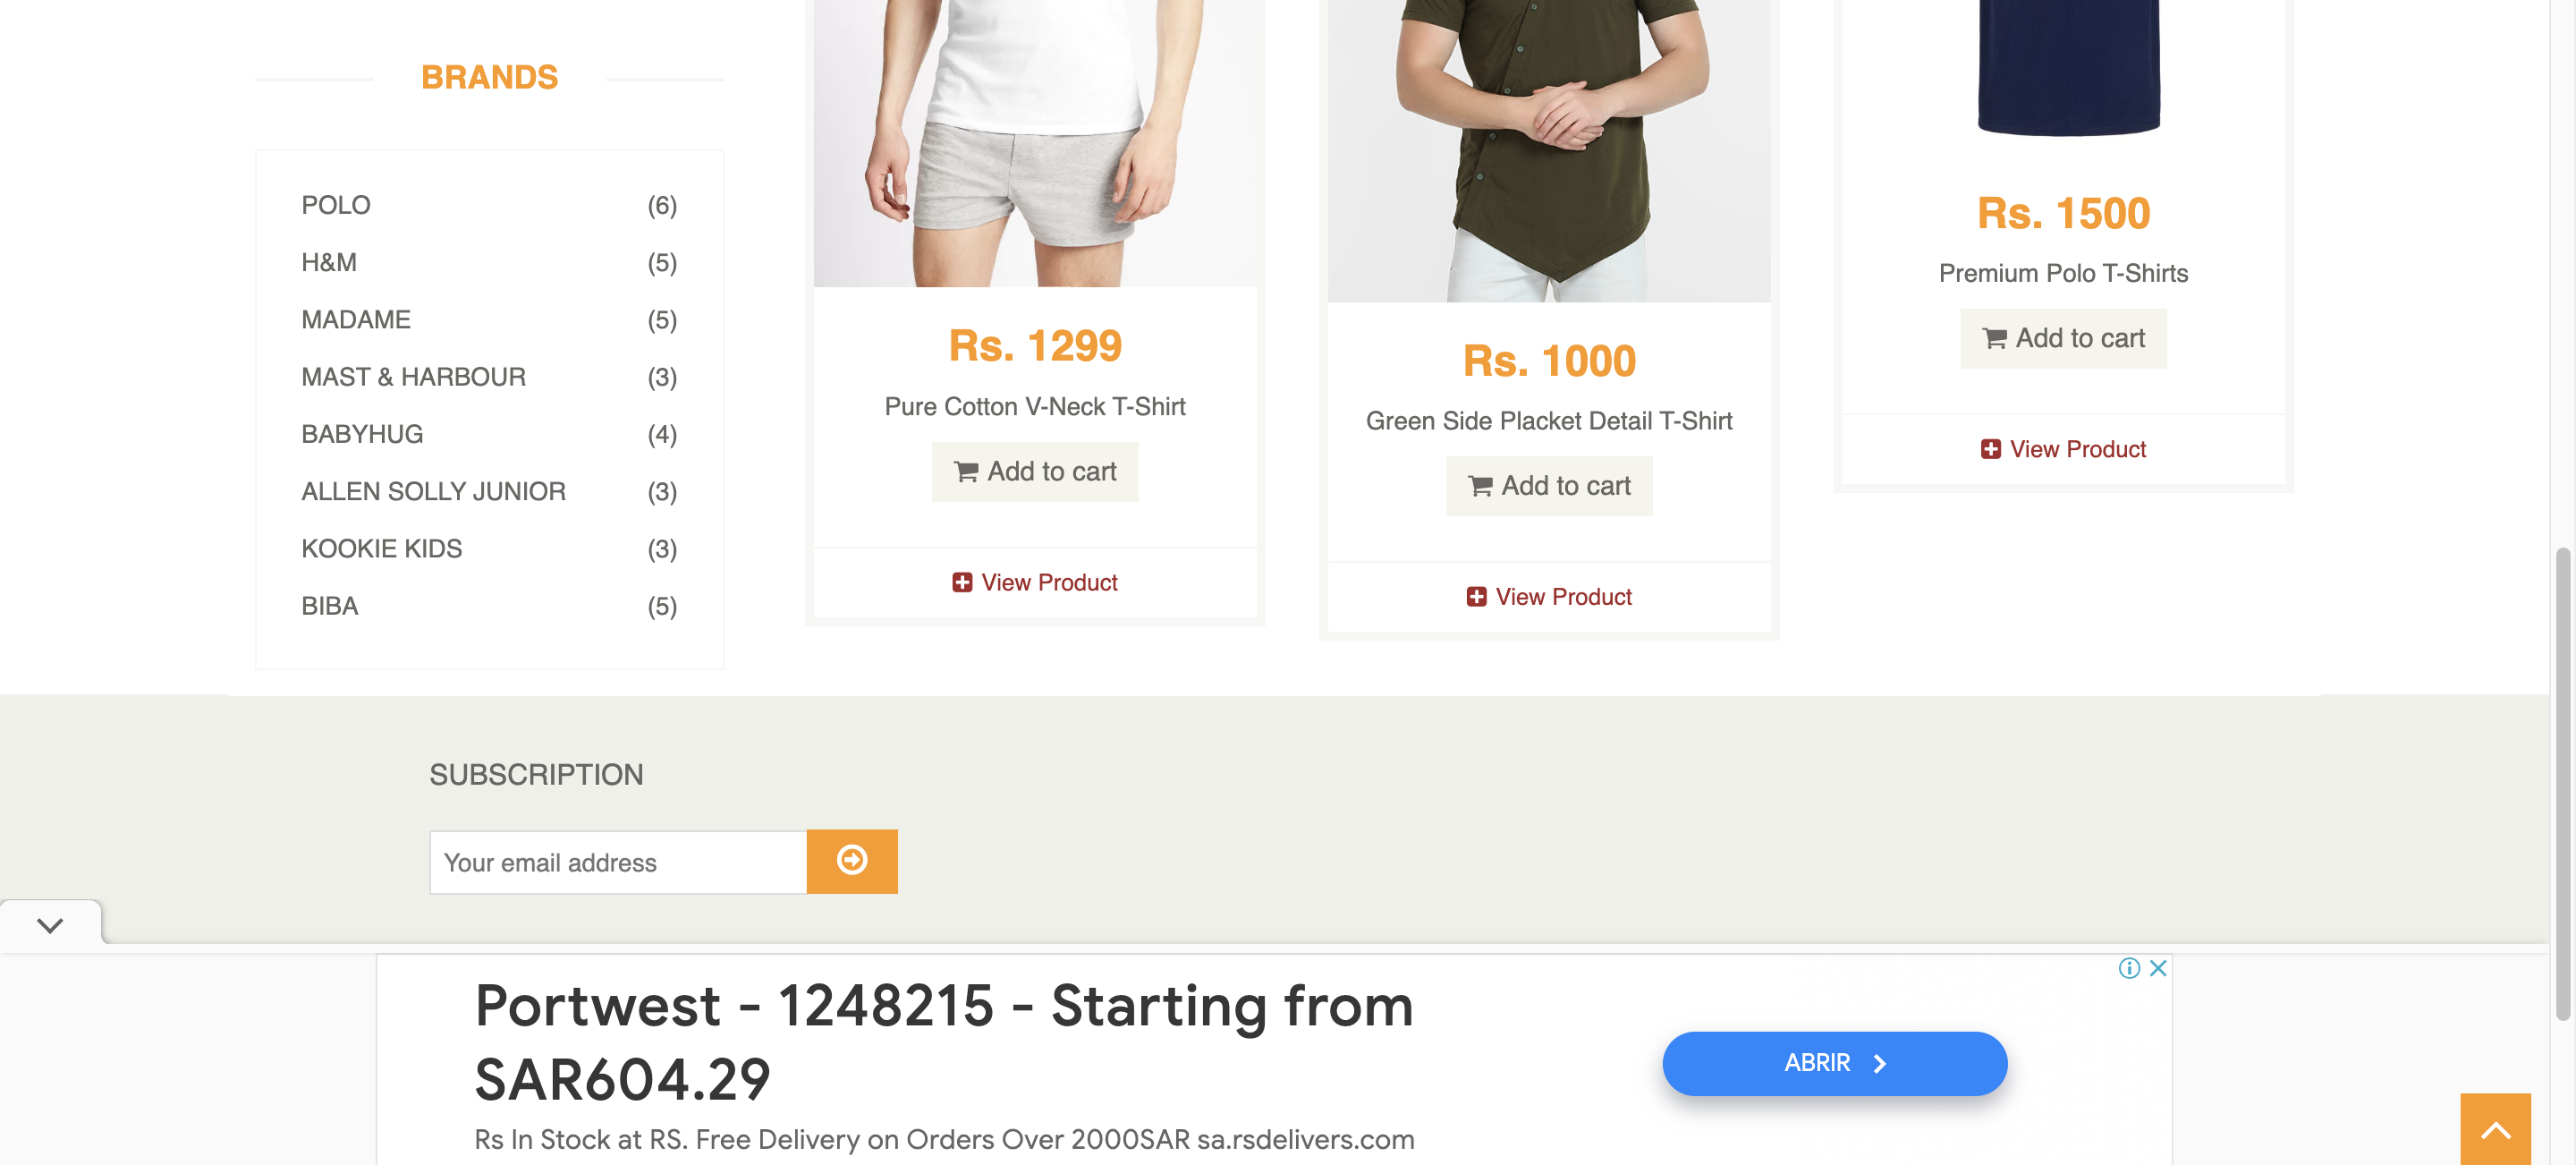 BRANDS
POLO (6)
H&M (5)
MADAME (5)
MAST & HARBOUR (3)
BABYHUG (4)
ALLEN SOLLY JUNIOR (3)
KOOKIE KIDS (3)
BIBA (5)
Rs. 1299
Pure Cotton V-Neck T-Shirt
Add to cart
View Product
Rs. 1000
Green Side Placket Detail T-Shirt
Add to cart
View Product
Rs. 1500
Premium Polo T-Shirts
Add to cart
View Product
SUBSCRIPTION
Your email address
Portwest - 1248215 - Starting from
SAR604.29
Rs In Stock at RS. Free Delivery on Orders Over 2000SAR sa.rsdelivers.com
ABRIR